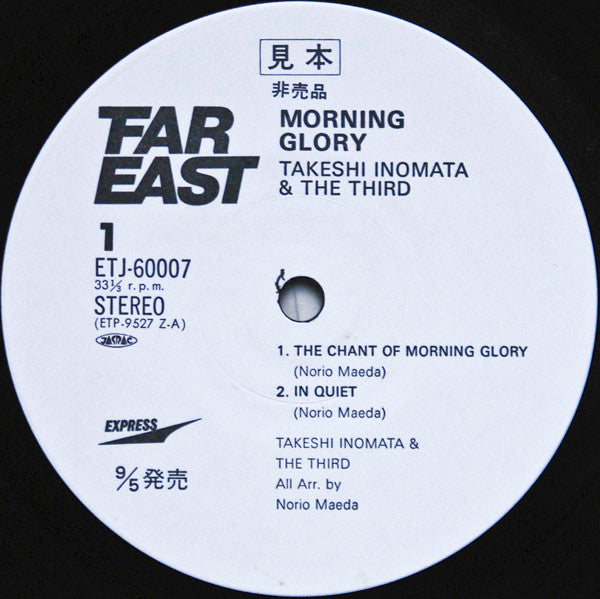 見本
非売品
FAR
EAST
MORNING
GLORY
TAKESHI INOMATA
& THE THIRD
1
ETJ-60007
33⅓ r.p.m.
STEREO
(ETP-9527 Z-A)
JASRAC
1. THE CHANT OF MORNING GLORY
(Norio Maeda)
2. IN QUIET
(Norio Maeda)
EXPRESS
TAKESHI INOMATA &
THE THIRD
All Arr. by
Norio Maeda
9/5発売